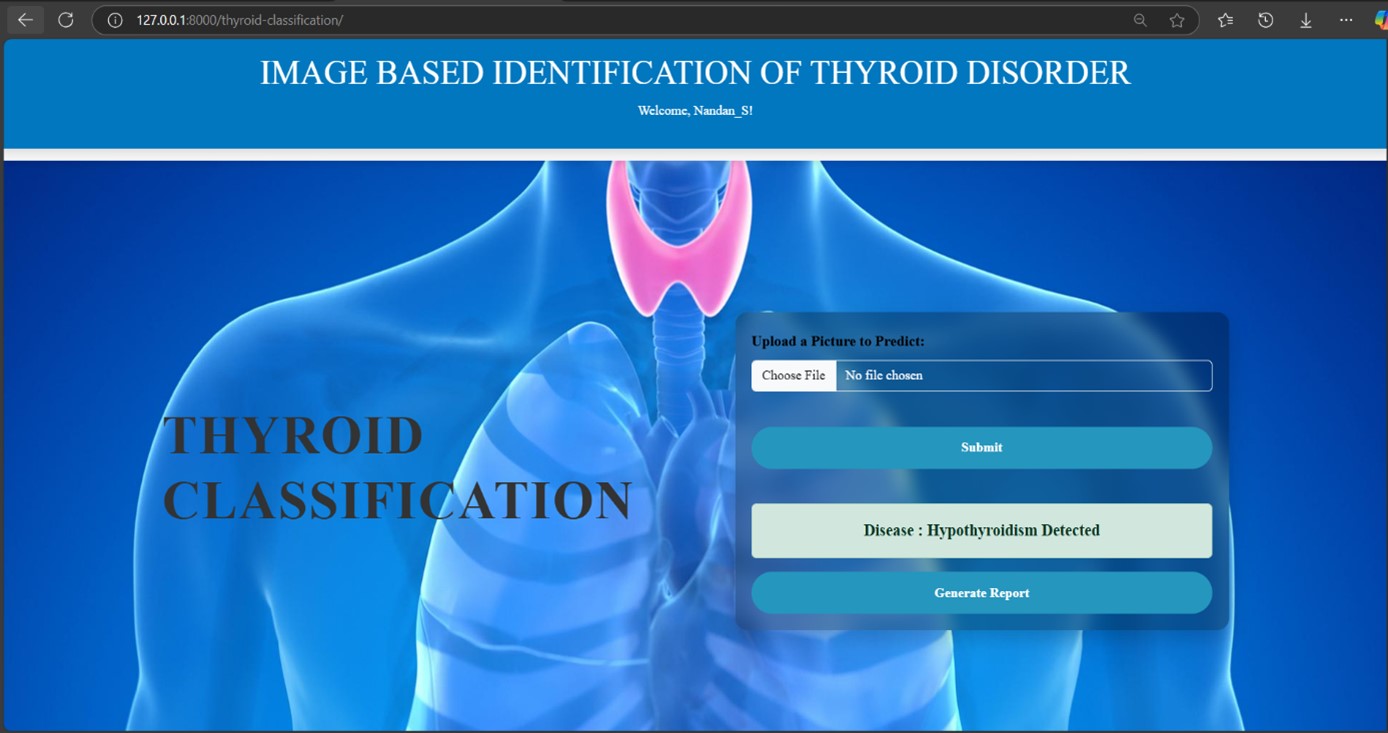 127.0.0.1:8000/thyroid-classification/
IMAGE BASED IDENTIFICATION OF THYROID DISORDER
Welcome, Nandan_S!
THYROID
CLASSIFICATION
Upload a Picture to Predict:
Choose File No file chosen
Submit
Disease : Hypothyroidism Detected
Generate Report